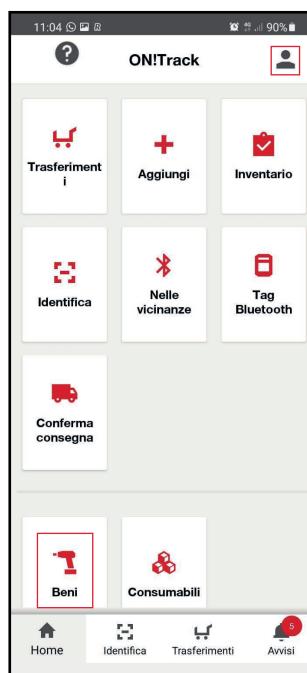 11:04 90%
ON!Track
Trasferiment
i
Aggiungi
Inventario
Identifica
Nelle
vicinanze
Tag
Bluetooth
Conferma
consegna
Beni
Consumabili
5
Home
Identifica
Trasferimenti
Avvisi